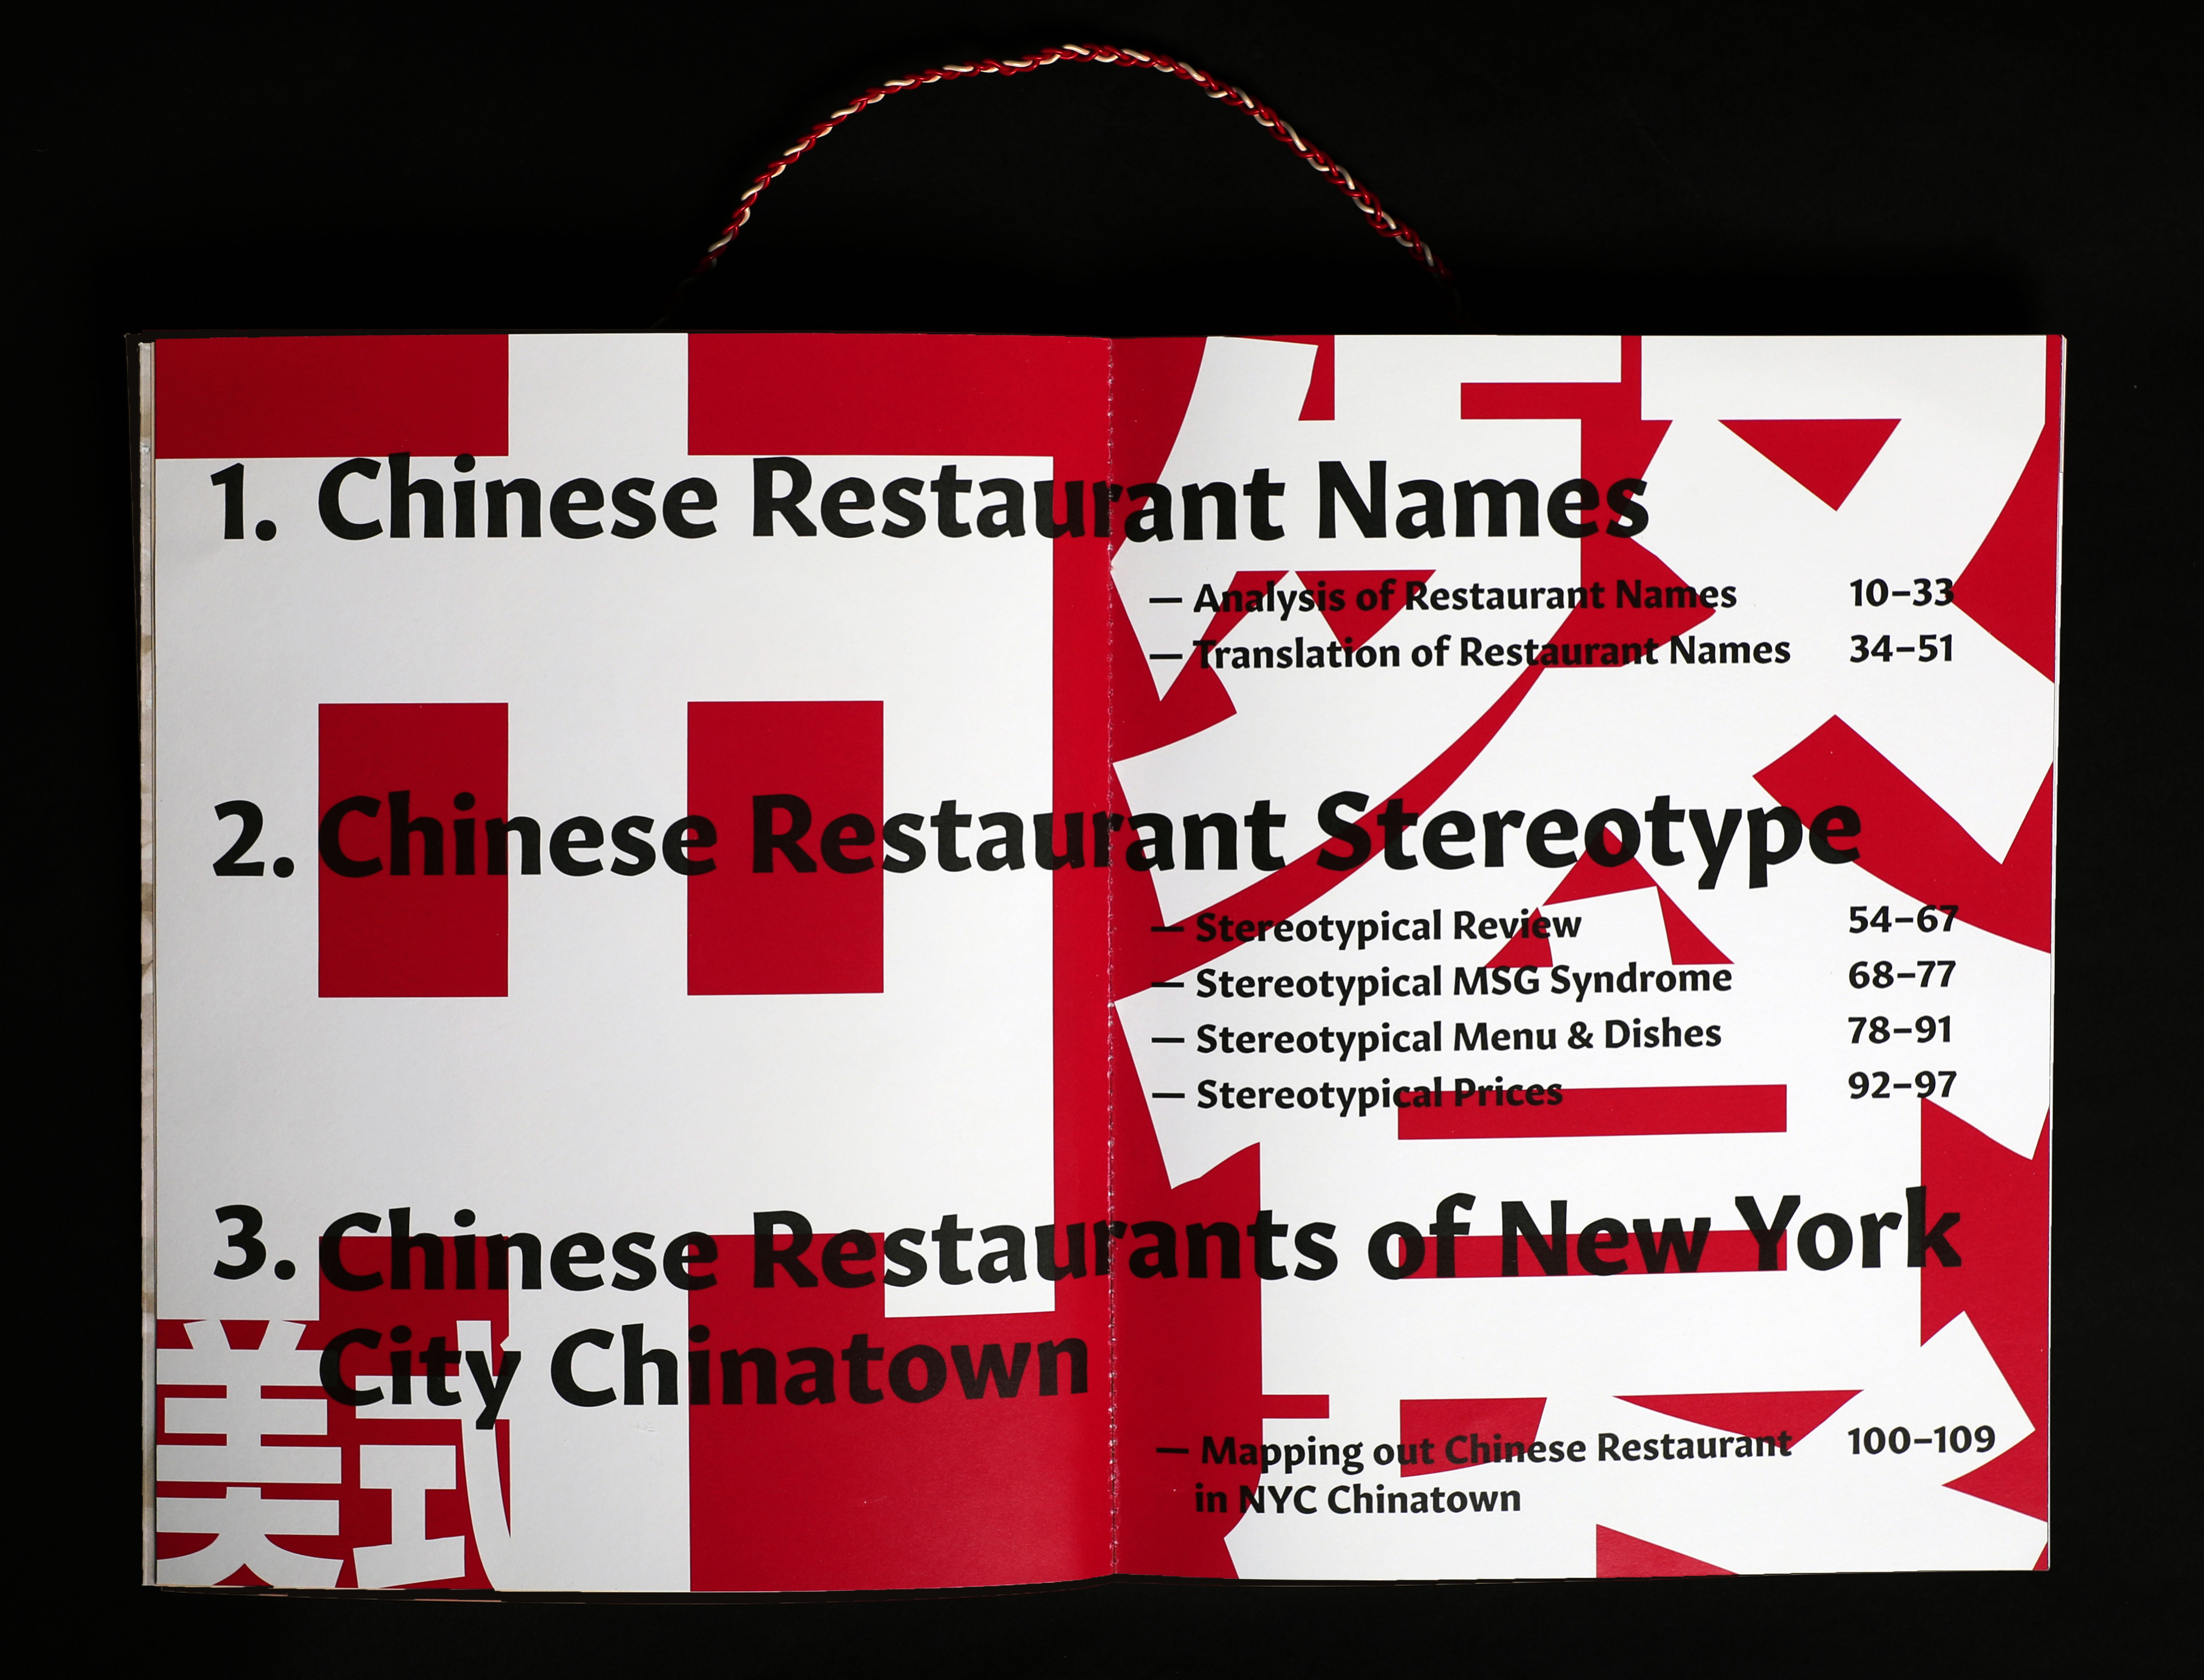 1. Chinese Restaurant Names
— Analysis of Restaurant Names 10–33
— Translation of Restaurant Names 34–51
2. Chinese Restaurant Stereotype
— Stereotypical Review 54–67
— Stereotypical MSG Syndrome 68–77
— Stereotypical Menu & Dishes 78–91
— Stereotypical Prices 92–97
3. Chinese Restaurants of New York
City Chinatown
— Mapping out Chinese Restaurant 100–109
in NYC Chinatown
中餐
美式